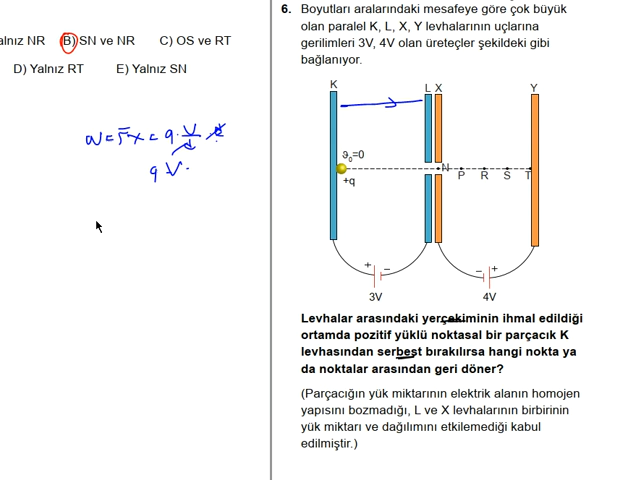 alnız NR B) SN ve NR C) OS ve RT
D) Yalnız RT E) Yalnız SN
6. Boyutları aralarındaki mesafeye göre çok büyük
olan paralel K, L, X, Y levhalarının uçlarına
gerilimleri 3V, 4V olan üreteçler şekildeki gibi
bağlanıyor.
K L X Y
ϑ₀=0
+q
N P R S T
+ − − +
3V 4V
Levhalar arasındaki yerçekiminin ihmal edildiği
ortamda pozitif yüklü noktasal bir parçacık K
levhasından serbest bırakılırsa hangi nokta ya
da noktalar arasından geri döner?
(Parçacığın yük miktarının elektrik alanın homojen
yapısını bozmadığı, L ve X levhalarının birbirinin
yük miktarı ve dağılımını etkilemediği kabul
edilmiştir.)